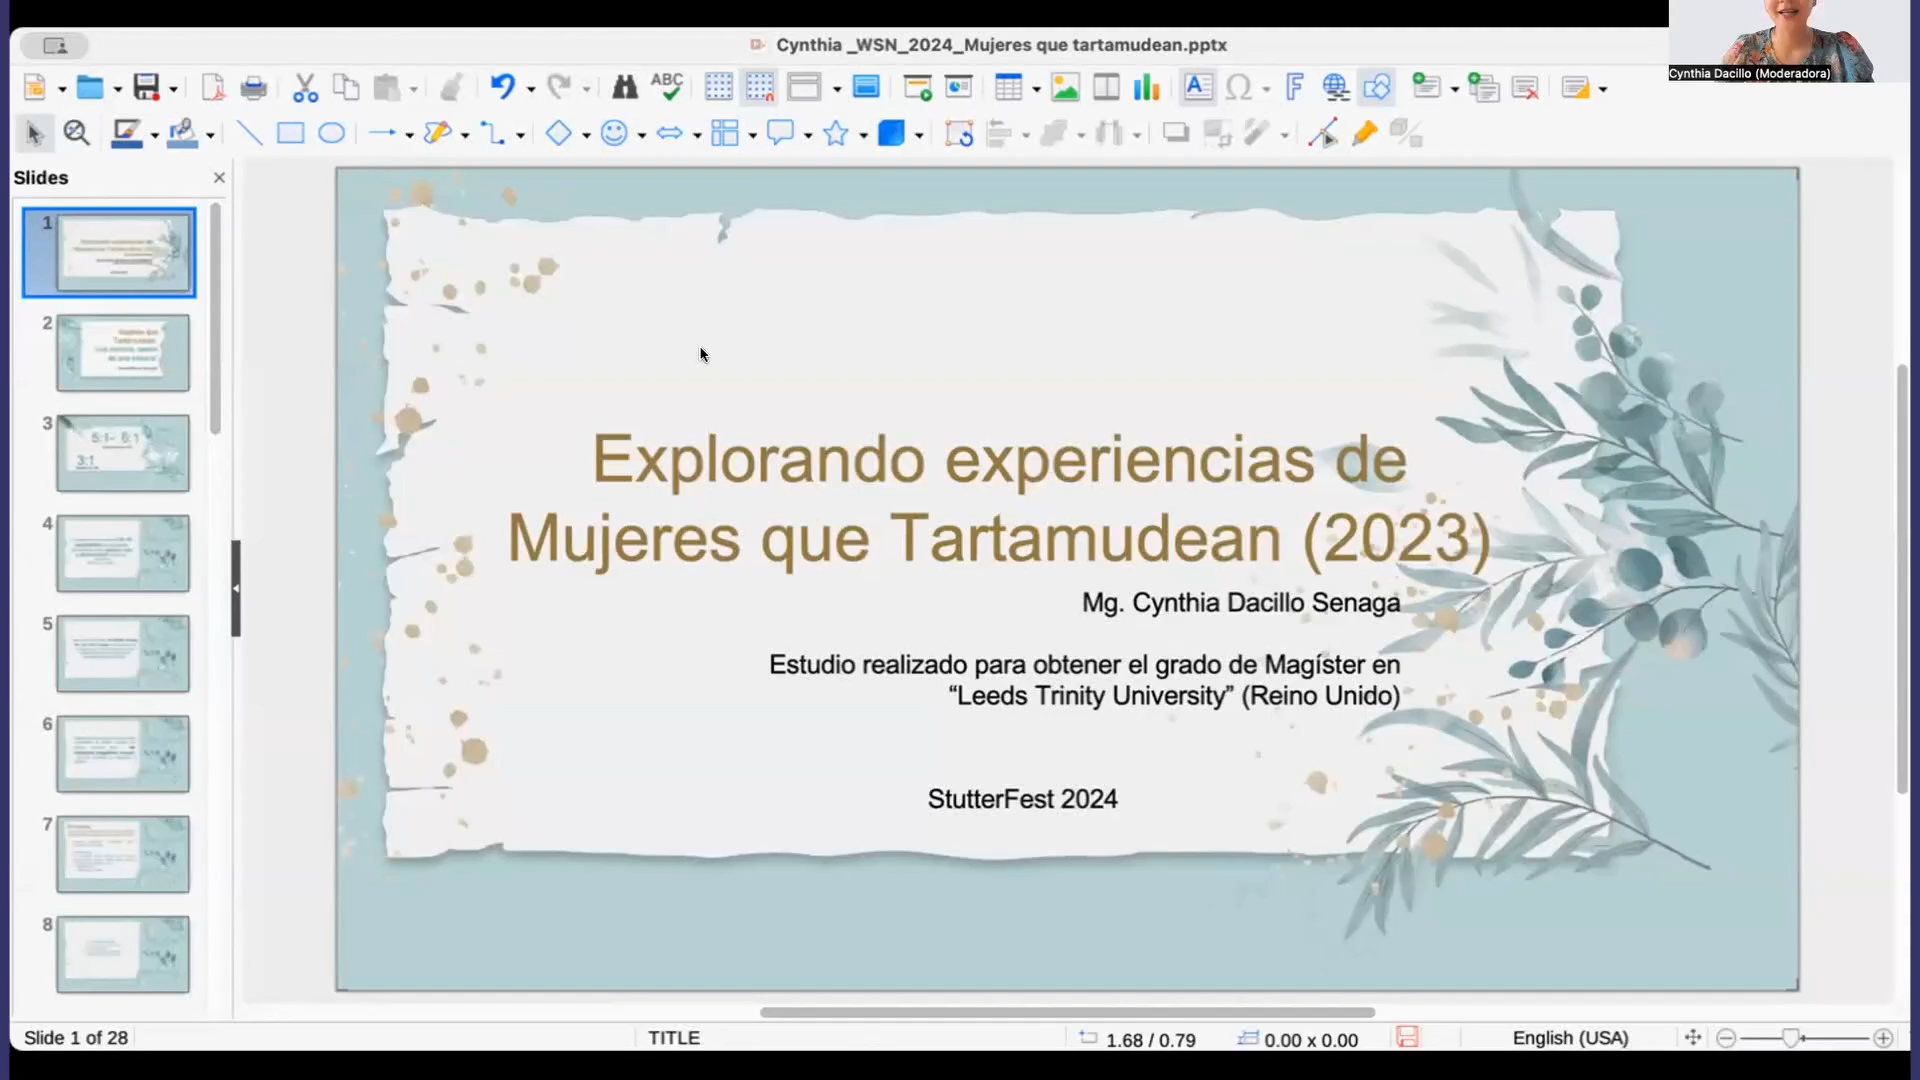 Cynthia _WSN_2024_Mujeres que tartamudean.pptx
Cynthia Dacillo (Moderadora)
ABC
Slides
1
2
3
5:1- 6:1
3:1
4
5
6
7
8
Explorando experiencias de
Mujeres que Tartamudean (2023)
Mg. Cynthia Dacillo Senaga
Estudio realizado para obtener el grado de Magíster en
“Leeds Trinity University” (Reino Unido)
StutterFest 2024
Slide 1 of 28
TITLE
1.68 / 0.79
0.00 x 0.00
English (USA)